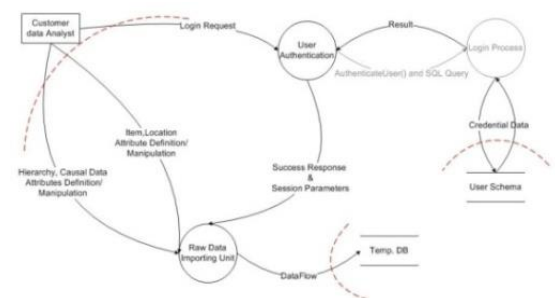 Customer
data Analyst
Login Request
User
Authentication
Result
Login Process
AuthenticateUser() and SQL Query
Item,Location
Attribute Definition/
Manipulation
Credential Data
Hierarchy, Causal Data
Attributes Definition/
Manipulation
Success Response
&
Session Parameters
User Schema
Raw Data
Importing Unit
DataFlow
Temp. DB